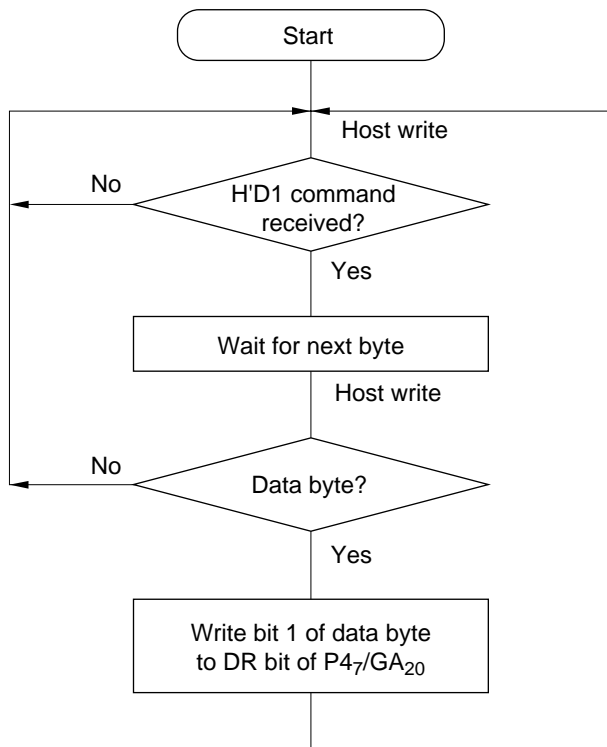 Start
Host write
No
H'D1 command
received?
Yes
Wait for next byte
Host write
No
Data byte?
Yes
Write bit 1 of data byte
to DR bit of P4₇/GA₂₀